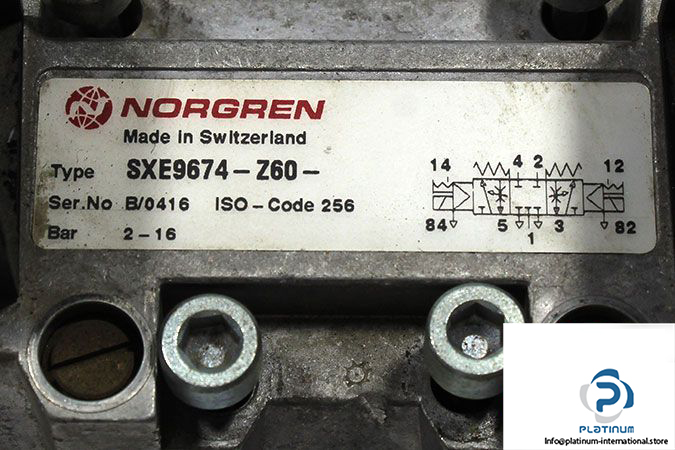 NORGREN
Made in Switzerland
Type SXE9674-Z60-
Ser.No B/0416 ISO-Code 256
Bar 2-16
14 4 2 12
84 5 3 82
1
PLATINUM
Info@platinum-international.store